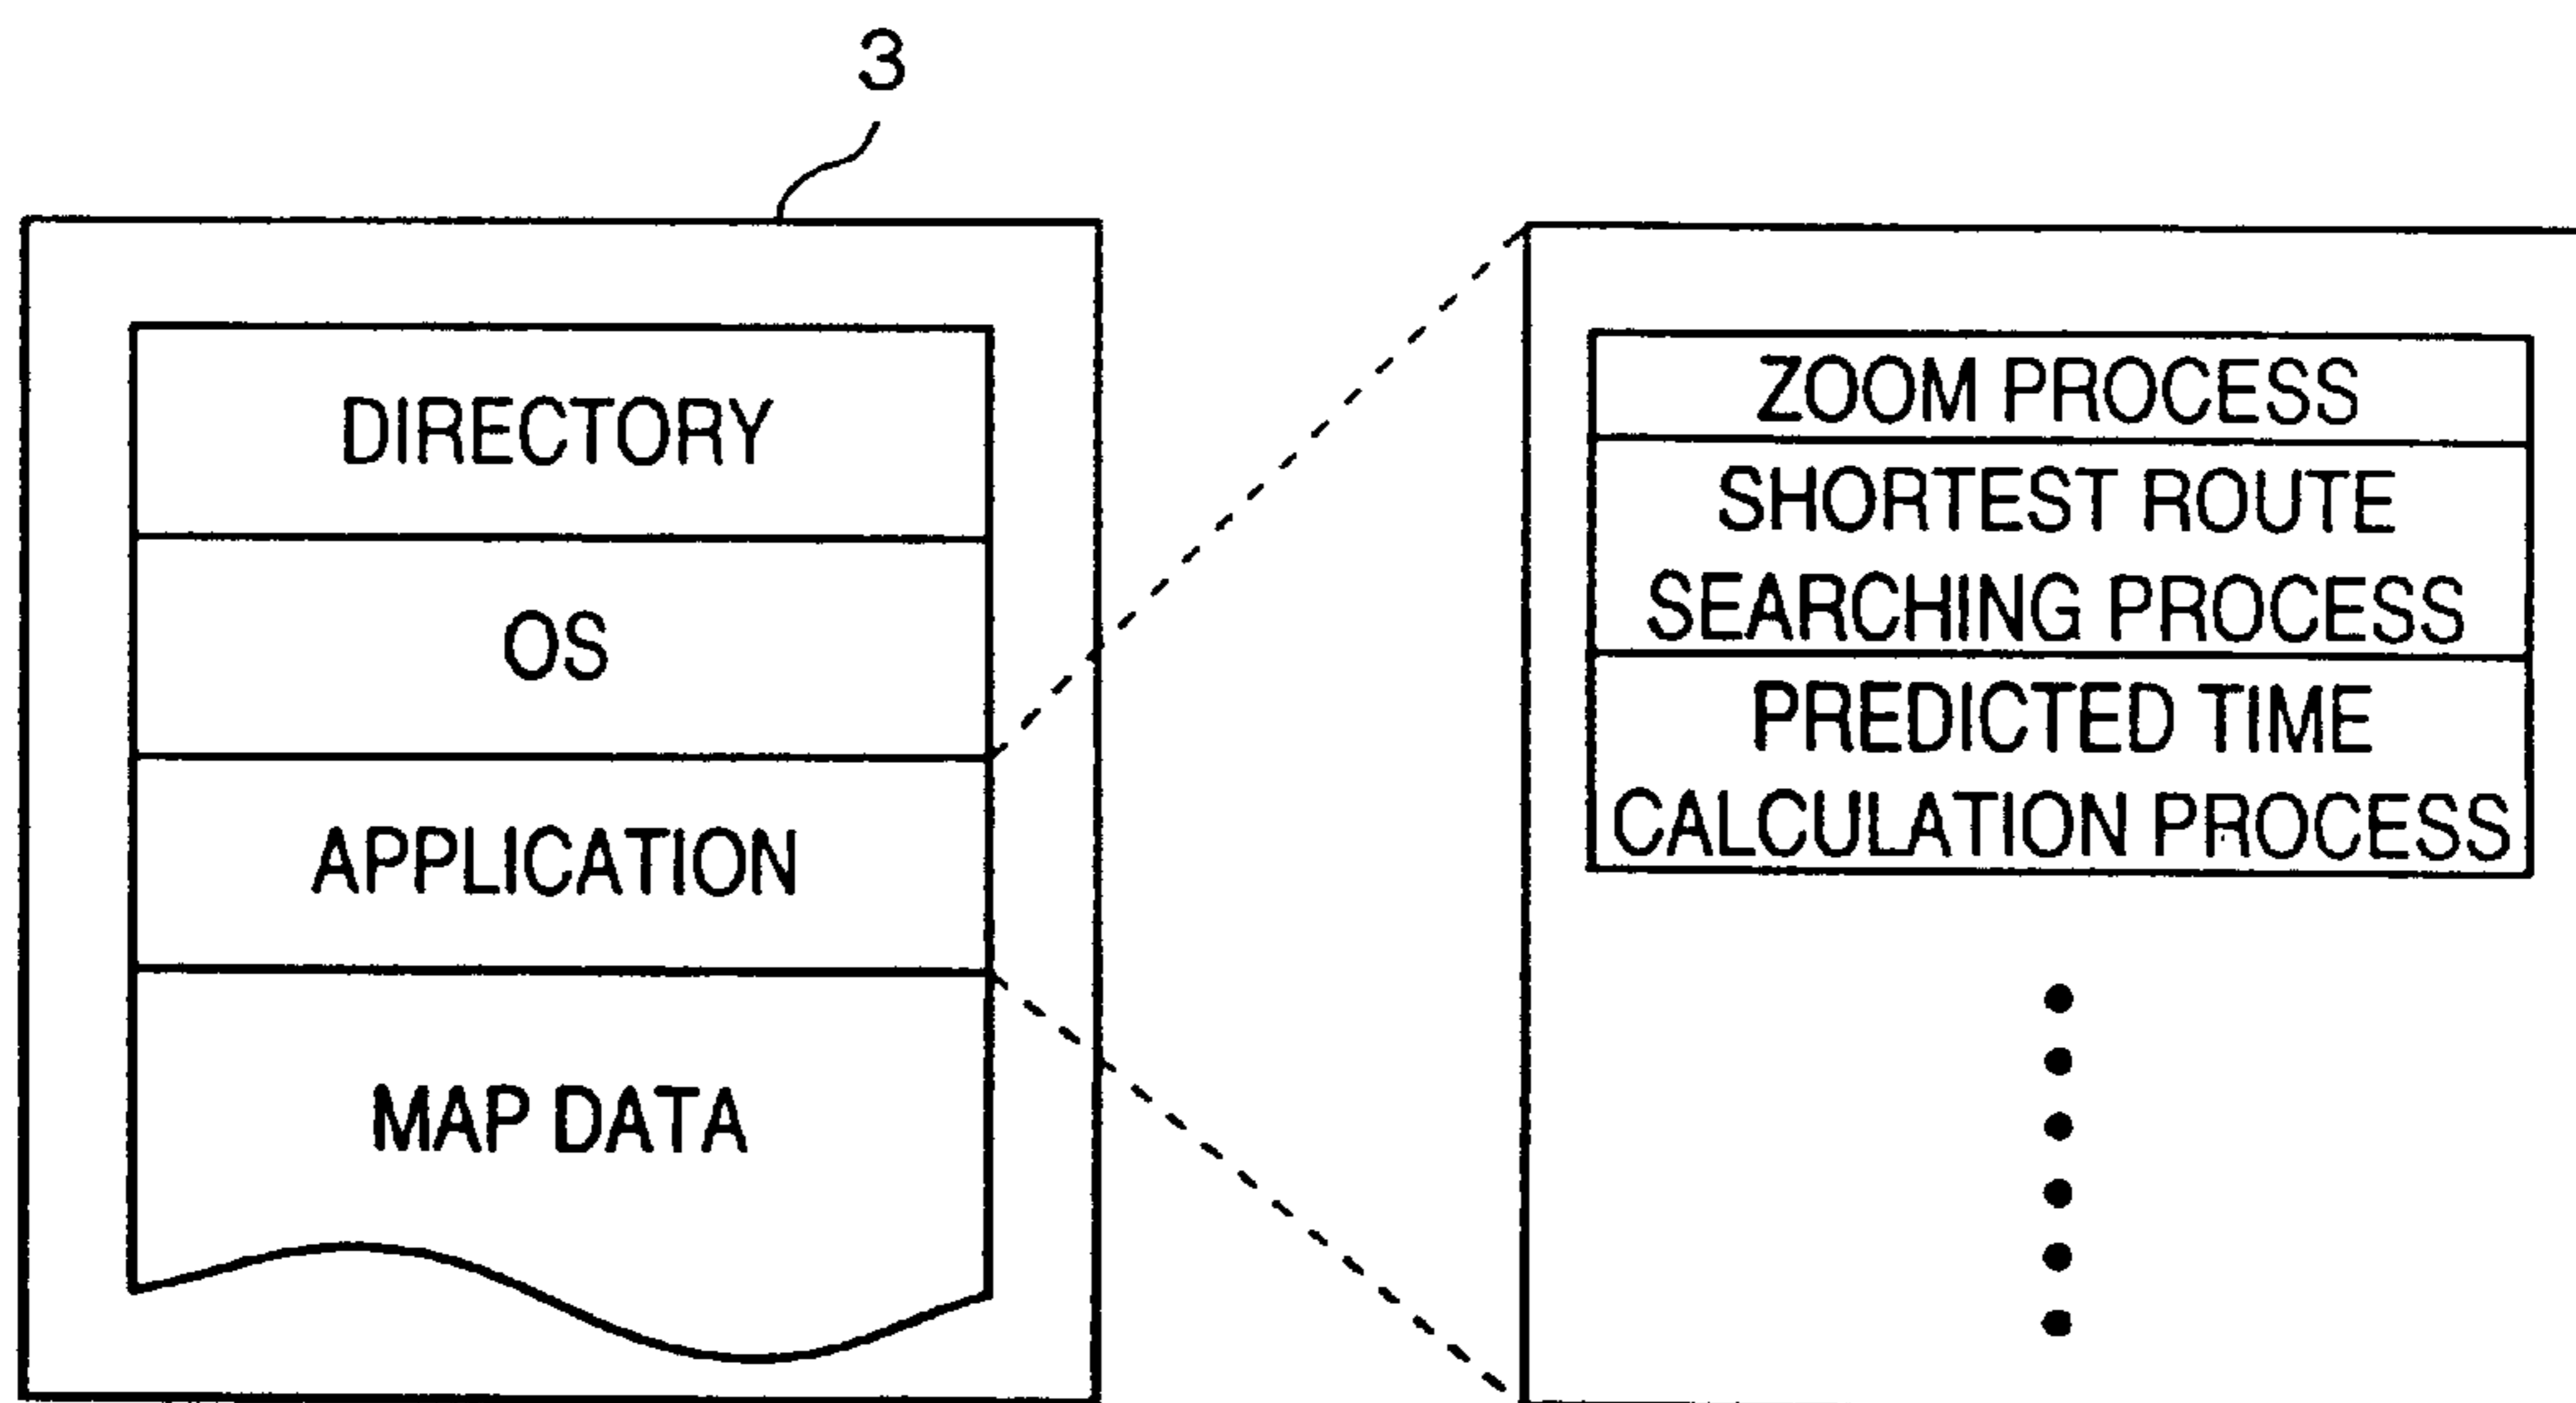 3
DIRECTORY
OS
APPLICATION
MAP DATA
ZOOM PROCESS
SHORTEST ROUTE
SEARCHING PROCESS
PREDICTED TIME
CALCULATION PROCESS